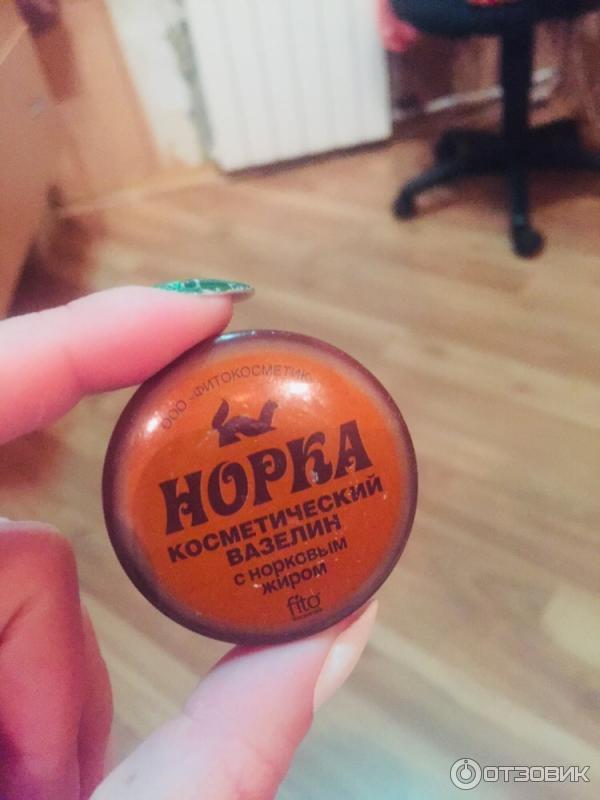 ООО «ФИТОКОСМЕТИК
НОРКА
КОСМЕТИЧЕСКИЙ
ВАЗЕЛИН
С НОРКОВЫМ
ЖИРОМ
fito
ОТЗОВИК